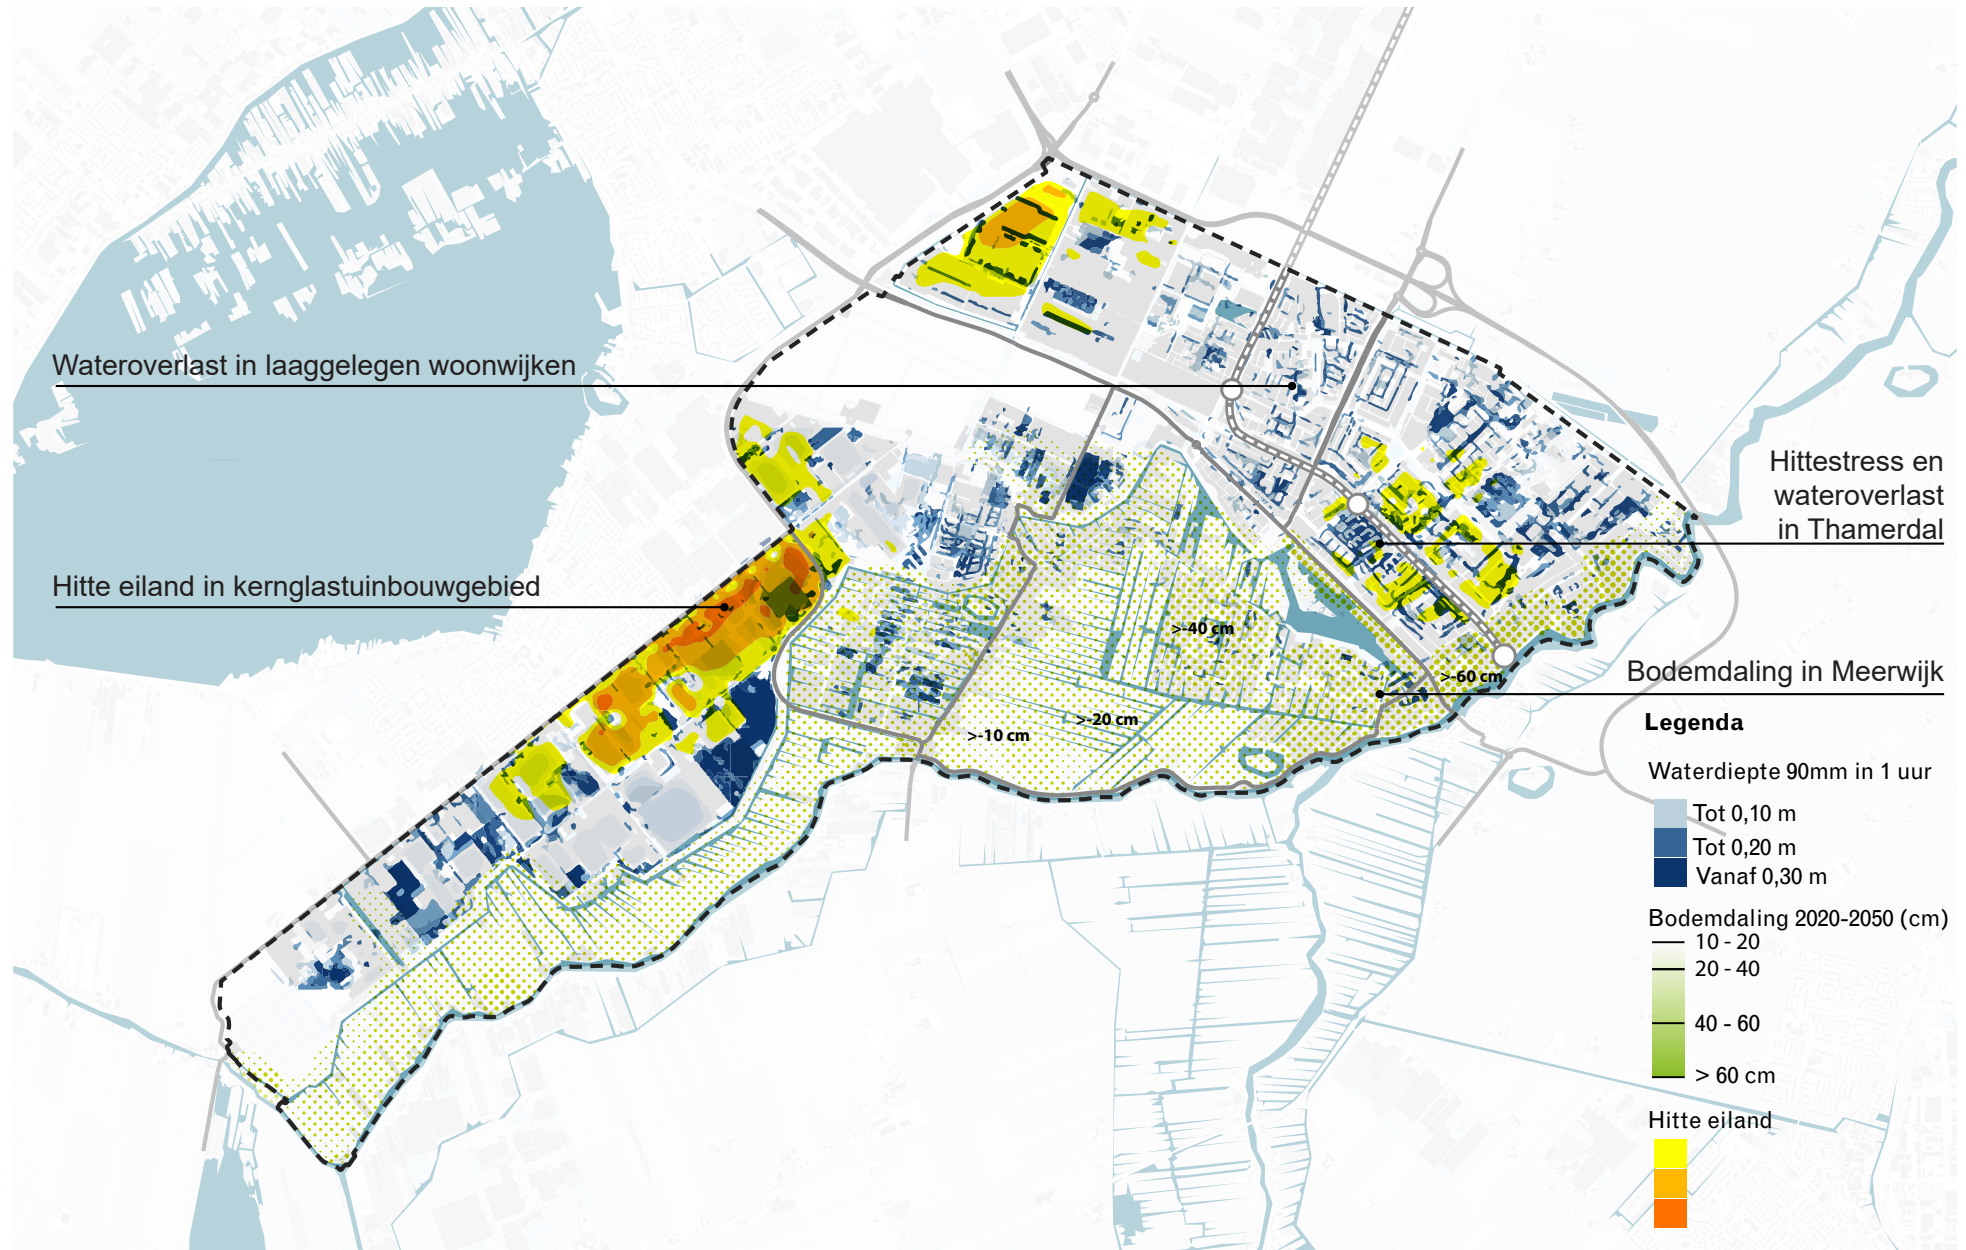 Wateroverlast in laaggelegen woonwijken
Hittestress en
wateroverlast
in Thamerdal
Hitte eiland in kernglastuinbouwgebied
>-40 cm
Bodemdaling in Meerwijk
>-60 cm
>-20 cm
>-10 cm
Legenda
Waterdiepte 90mm in 1 uur
Tot 0,10 m
Tot 0,20 m
Vanaf 0,30 m
Bodemdaling 2020-2050 (cm)
10 - 20
20 - 40
40 - 60
> 60 cm
Hitte eiland